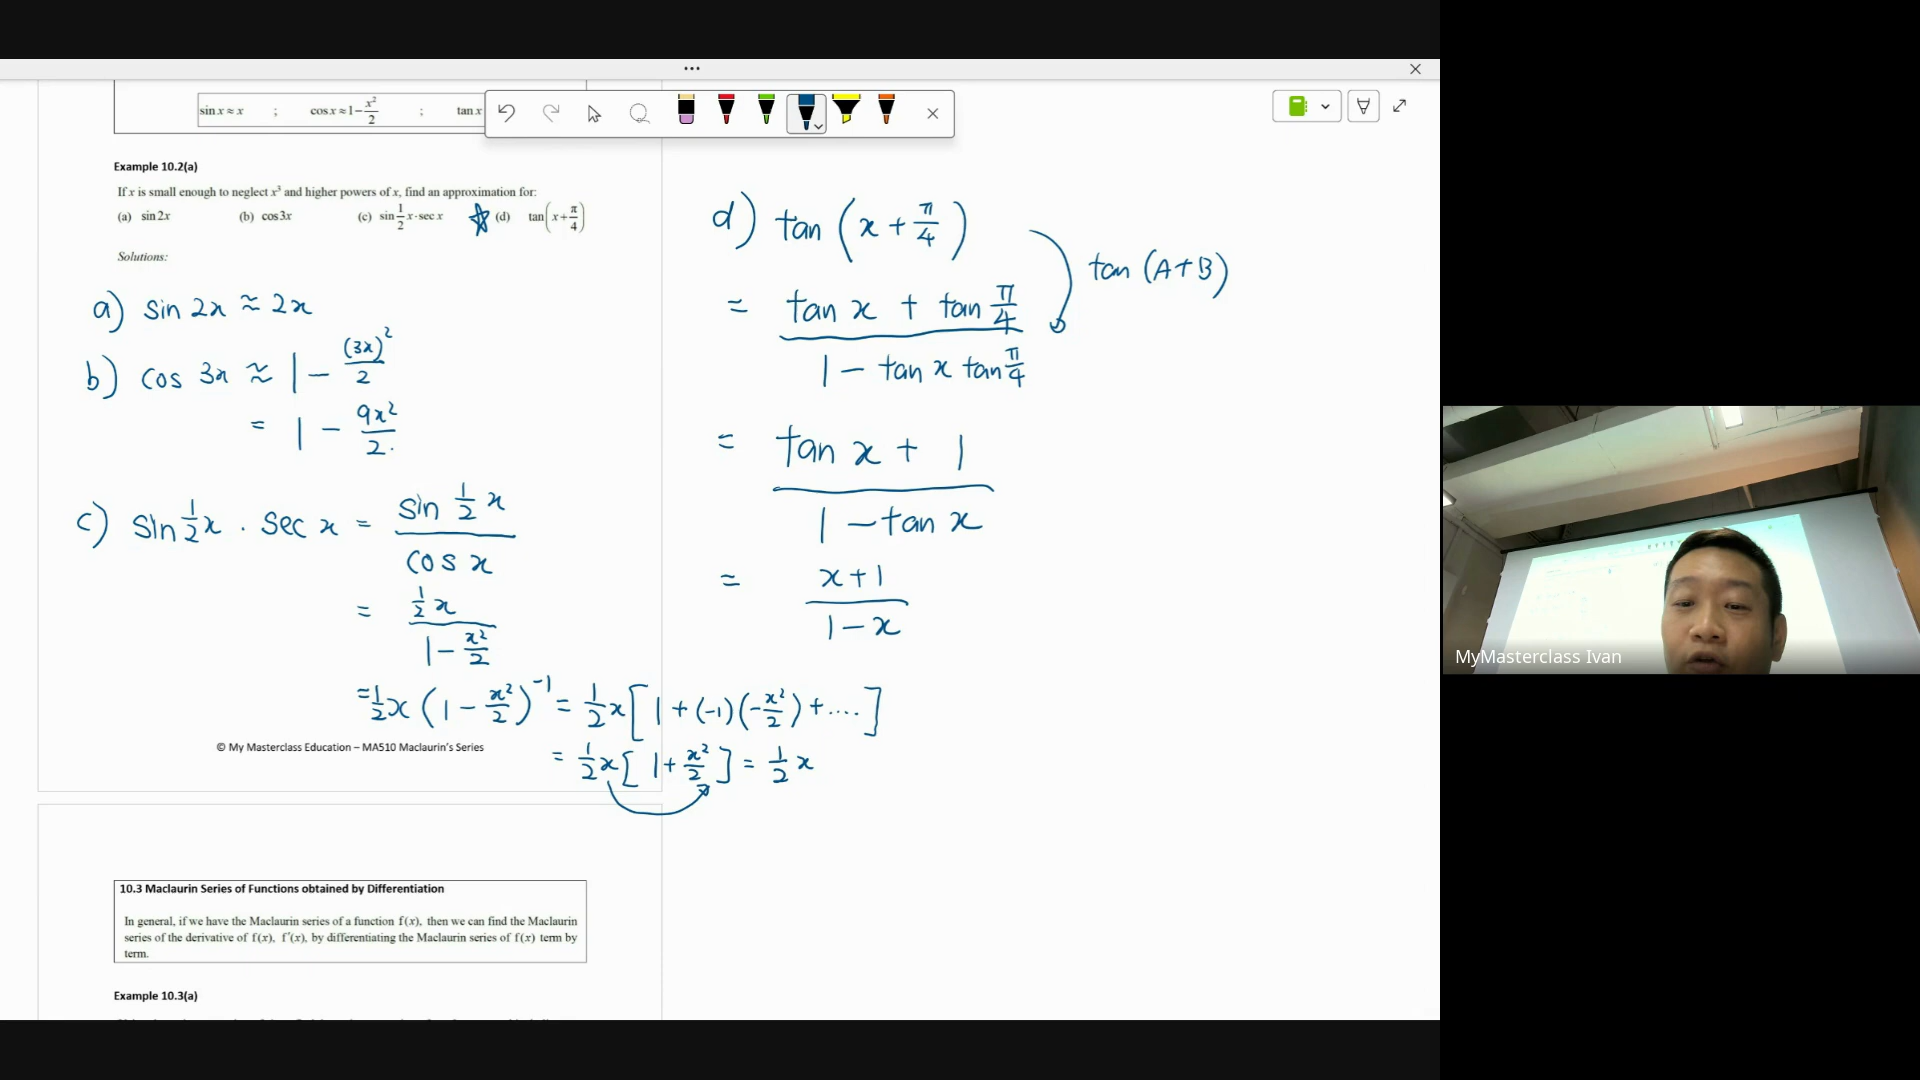 sin x ≈ x ; cos x ≈ 1 − x²/2 ; tan x
Example 10.2(a)
If x is small enough to neglect x³ and higher powers of x, find an approximation for:
(a) sin 2x (b) cos 3x (c) sin ½x · sec x ☆ (d) tan(x + π/4)
Solutions:
a) sin 2x ≈ 2x
b) cos 3x ≈ 1 − (3x)²/2
= 1 − 9x²/2.
c) sin ½x · sec x = sin ½x / cos x
= ½x / (1 − x²/2)
= ½x (1 − x²/2)⁻¹ = ½x [1 + (−1)(−x²/2) + ....]
= ½x [1 + x²/2] = ½x
© My Masterclass Education – MA510 Maclaurin's Series
d) tan (x + π/4)
tan (A+B)
= (tan x + tan π/4) / (1 − tan x tan π/4)
= (tan x + 1) / (1 − tan x)
= (x + 1) / (1 − x)
10.3 Maclaurin Series of Functions obtained by Differentiation
In general, if we have the Maclaurin series of a function f(x), then we can find the Maclaurin
series of the derivative of f(x), f'(x), by differentiating the Maclaurin series of f(x) term by
term.
Example 10.3(a)
MyMasterclass Ivan